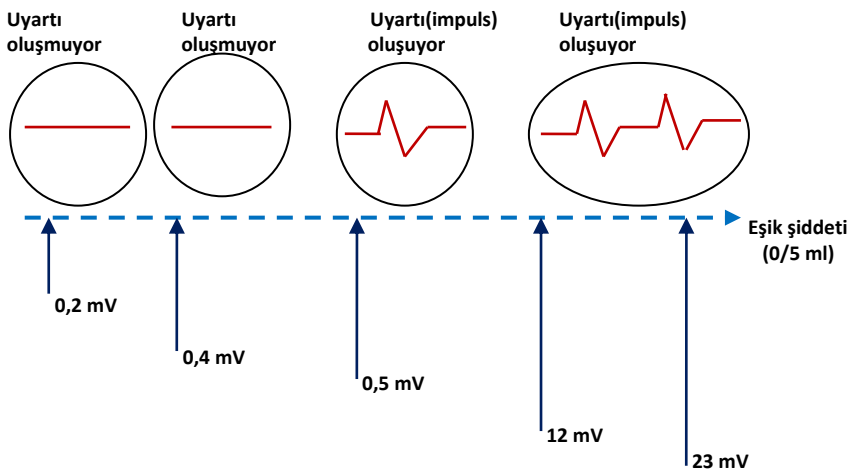 Uyartı
oluşmuyor
Uyartı
oluşmuyor
Uyartı(impuls)
oluşuyor
Uyartı(impuls)
oluşuyor
Eşik şiddeti
(0/5 ml)
0,2 mV
0,4 mV
0,5 mV
12 mV
23 mV